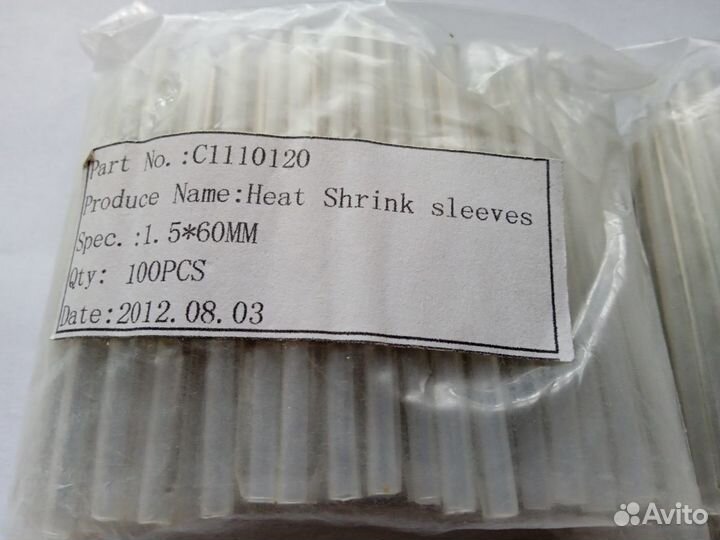 Part No.:C1110120
Produce Name:Heat Shrink sleeves
Spec.:1.5*60MM
Qty: 100PCS
Date:2012.08.03
Avito